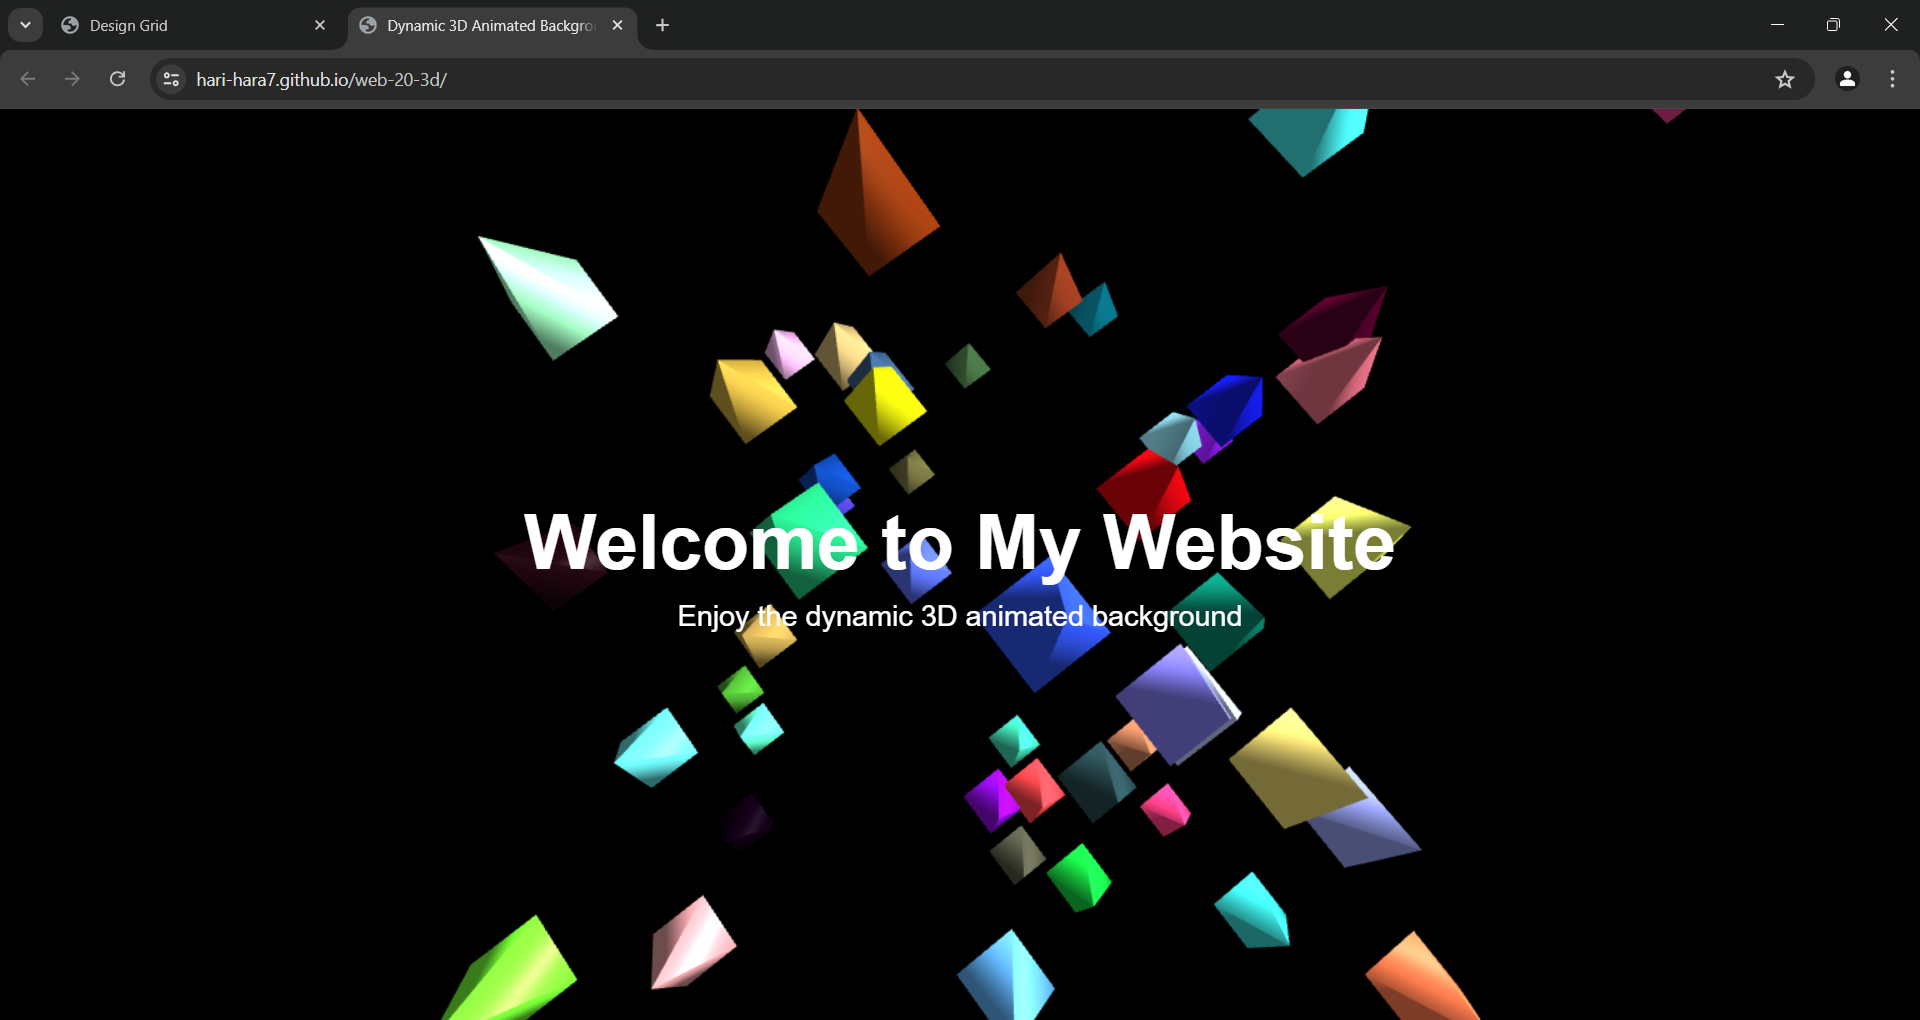 Design Grid
Dynamic 3D Animated Backgro
hari-hara7.github.io/web-20-3d/
Welcome to My Website
Enjoy the dynamic 3D animated background